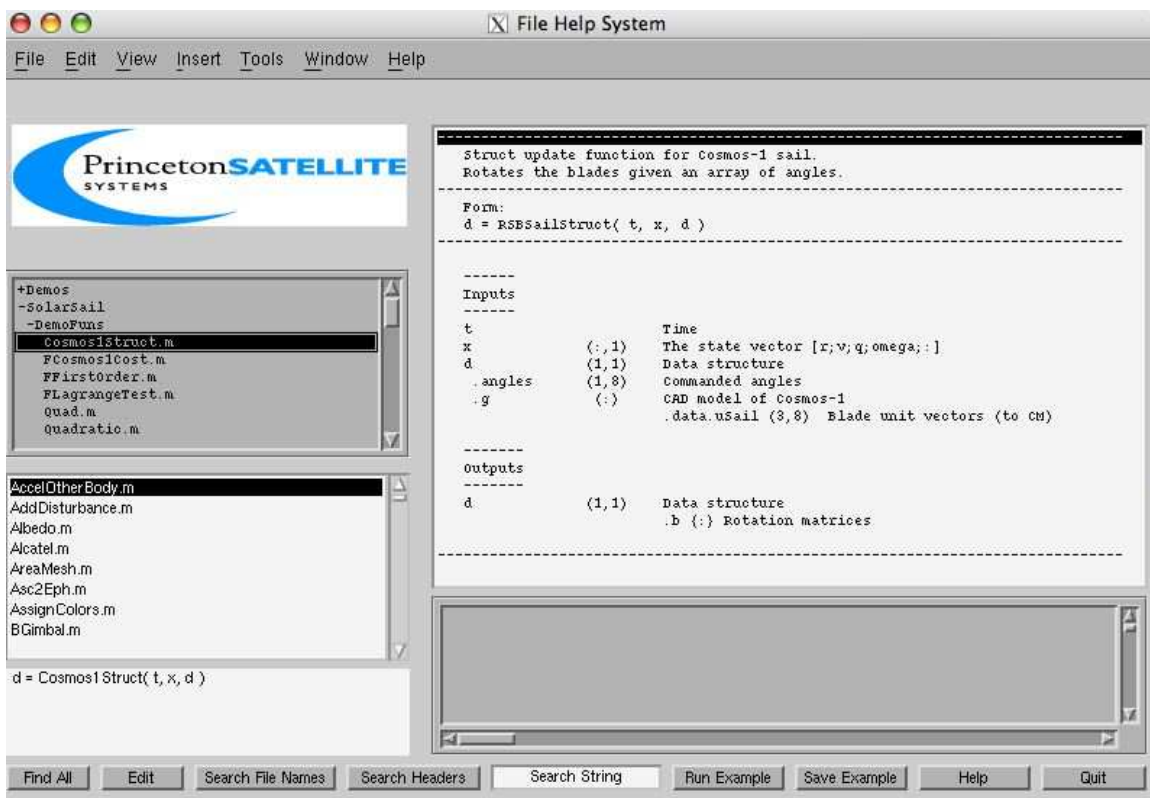 File Help System
File Edit View Insert Tools Window Help
PrincetonSATELLITE
SYSTEMS
+Demos
-SolarSail
-DemoFuns
Cosmos1Struct.m
FCosmos1Cost.m
FFirstOrder.m
FLagrangeTest.m
Quad.m
Quadratic.m
AccelOtherBody.m
AddDisturbance.m
Albedo.m
Alcatel.m
AreaMesh.m
Asc2Eph.m
AssignColors.m
BGimbal.m
d = Cosmos1Struct( t, x, d )
--------------------------------------------------------------------------------
Struct update function for Cosmos-1 sail.
Rotates the blades given an array of angles.
--------------------------------------------------------------------------------
Form:
d = RSBSailStruct( t, x, d )
--------------------------------------------------------------------------------
------
Inputs
------
t Time
x (:,1) The state vector [r;v;q;omega;:]
d (1,1) Data structure
.angles (1,8) Commanded angles
.g (:) CAD model of Cosmos-1
.data.uSail (3,8) Blade unit vectors (to CM)
-------
Outputs
-------
d (1,1) Data structure
.b {:} Rotation matrices
--------------------------------------------------------------------------------
Find All Edit Search File Names Search Headers Search String Run Example Save Example Help Quit